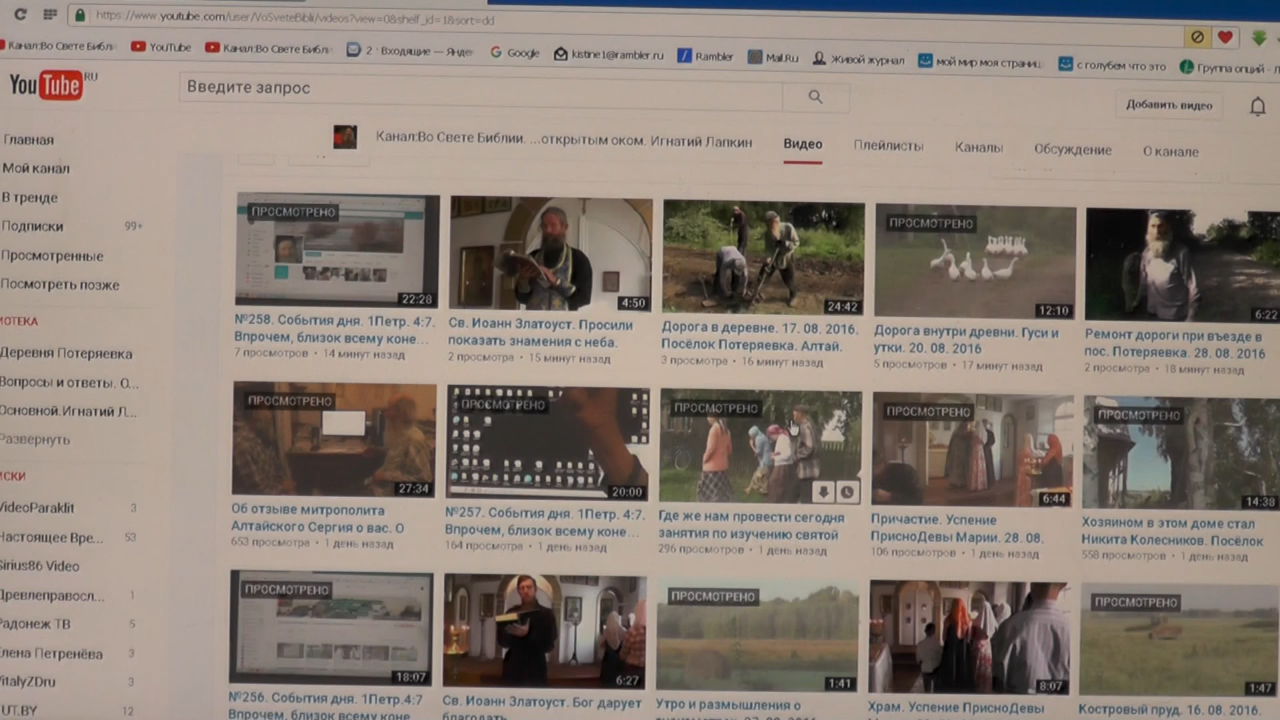 https://www.youtube.com/user/VoSveteBibli/videos?view=0&shelf_id=1&sort=dd
Канал:Во Свете Библи
YouTube
Канал:Во Свете Библи
2 · Входящие — Янде
Google
kistine1@rambler.ru
Rambler
Mail.Ru
Живой журнал
мой мир моя страниц
с голубем что это
Группа опций - Л
YouTube RU
Введите запрос
Добавить видео
Канал:Во Свете Библии. ...открытым оком. Игнатий Лапкин
Видео
Плейлисты
Каналы
Обсуждение
О канале
Главная
Мой канал
В тренде
Подписки 99+
Просмотренные
Посмотреть позже
ИОТЕКА
Деревня Потеряевка
Вопросы и ответы. О...
Основной.Игнатий Л...
Развернуть
ИСКИ
VideoParaklit 3
Настоящее Вре... 53
Sirius86 Video
Древлеправосл... 1
Радонеж ТВ 5
Елена Петренёва 3
VitalyZDru 3
TUT.BY 12
ПРОСМОТРЕНО
22:28
№258. События дня. 1Петр. 4:7.
Впрочем, близок всему коне...
7 просмотров • 14 минут назад
4:50
Св. Иоанн Златоуст. Просили
показать знамения с неба.
2 просмотра • 15 минут назад
24:42
Дорога в деревне. 17. 08. 2016.
Посёлок Потеряевка. Алтай.
3 просмотра • 16 минут назад
ПРОСМОТРЕНО
12:10
Дорога внутри древни. Гуси и
утки. 20. 08. 2016
5 просмотров • 17 минут назад
6:22
Ремонт дороги при въезде в
пос. Потеряевка. 28. 08. 2016
2 просмотра • 18 минут назад
ПРОСМОТРЕНО
27:34
Об отзыве митрополита
Алтайского Сергия о вас. О
653 просмотра • 1 день назад
ПРОСМОТРЕНО
20:00
№257. События дня. 1Петр. 4:7.
Впрочем, близок всему коне...
164 просмотра • 1 день назад
ПРОСМОТРЕНО
Где же нам провести сегодня
занятия по изучению святой
296 просмотров • 1 день назад
ПРОСМОТРЕНО
6:44
Причастие. Успение
ПрисноДевы Марии. 28. 08.
106 просмотров • 1 день назад
ПРОСМОТРЕНО
14:38
Хозяином в этом доме стал
Никита Колесников. Посёлок
558 просмотров • 1 день назад
ПРОСМОТРЕНО
18:07
№256. События дня. 1Петр.4:7
Впрочем, близок всему коне
6:27
Св. Иоанн Златоуст. Бог дарует
благодать
ПРОСМОТРЕНО
1:41
Утро и размышления о
8:07
Храм. Успение ПрисноДевы
ПРОСМОТРЕНО
1:47
Костровый пруд. 16. 08. 2016.